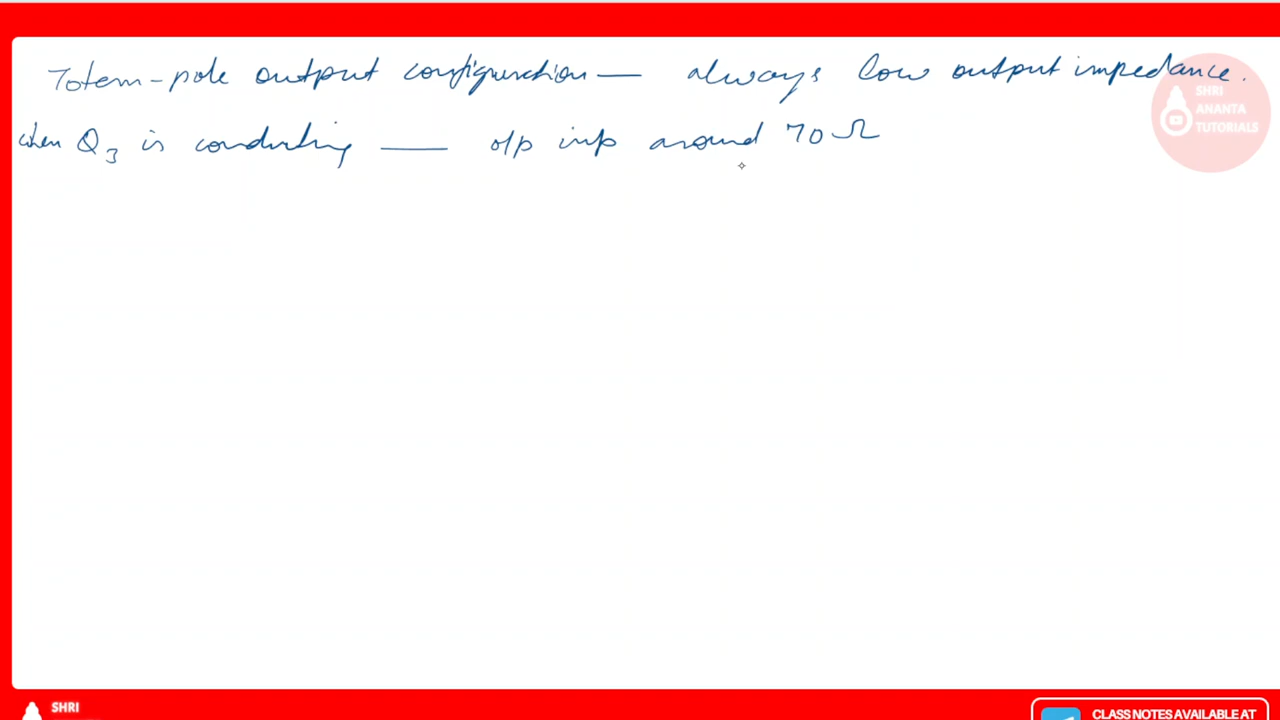 Totem-pole output configuration — always low output impedance.
when Q3 is conducting — o/p imp around 70 Ω
SHRI
ANANTA
TUTORIALS
SHRI
CLASS NOTES AVAILABLE AT